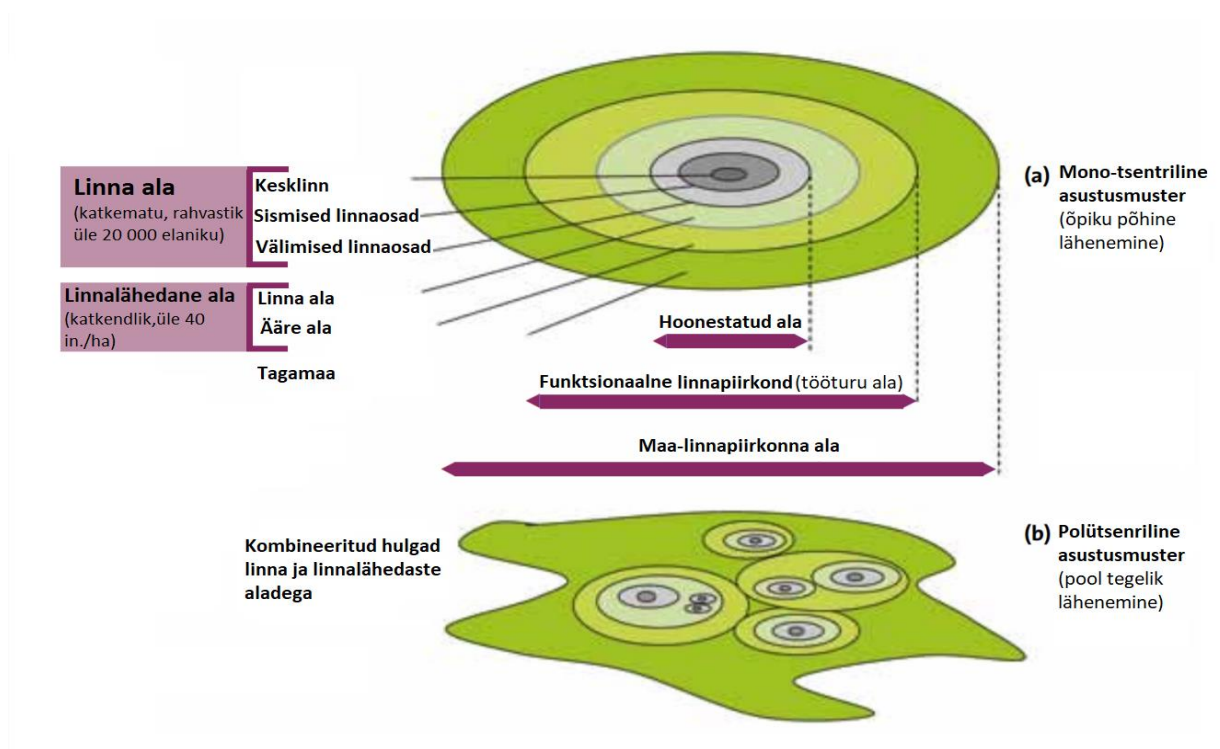 Linna ala
(katkematu, rahvastik
üle 20 000 elaniku)
Kesklinn
Sismised linnaosad
Välimised linnaosad
Linnalähedane ala
(katkendlik,üle 40
in./ha)
Linna ala
Ääre ala
Tagamaa
(a) Mono-tsentriline
asustusmuster
(õpiku põhine
lähenemine)
Hoonestatud ala
Funktsionaalne linnapiirkond (tööturu ala)
Maa-linnapiirkonna ala
Kombineeritud hulgad
linna ja linnalähedaste
aladega
(b) Polütsenriline
asustusmuster
(pool tegelik
lähenemine)